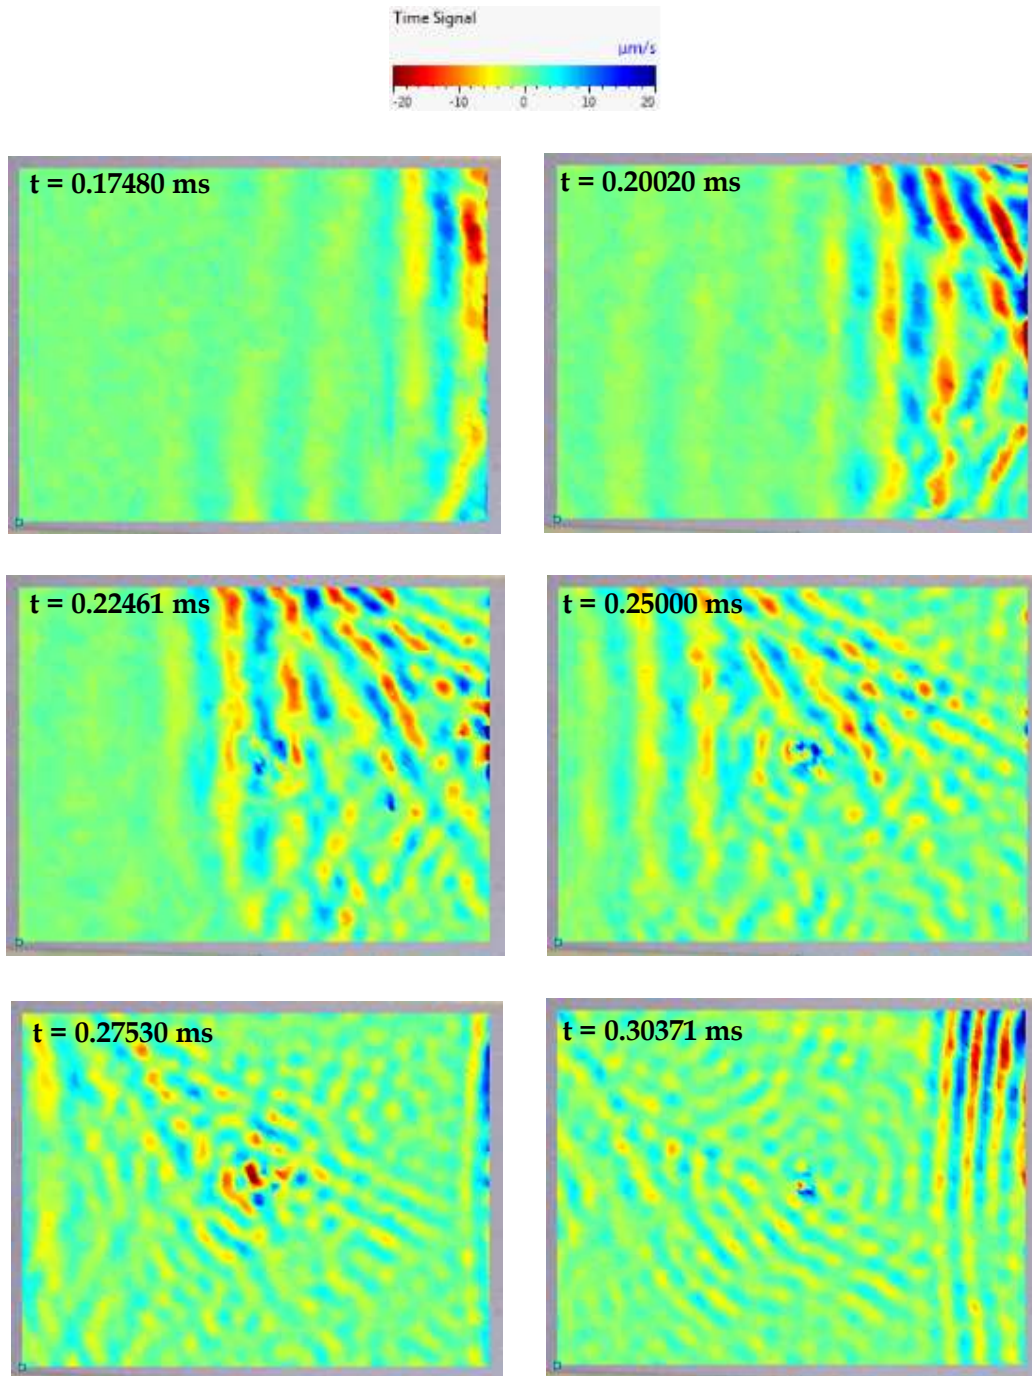 Time Signal
µm/s
-20 -10 0 10 20
t = 0.17480 ms
t = 0.20020 ms
t = 0.22461 ms
t = 0.25000 ms
t = 0.27530 ms
t = 0.30371 ms